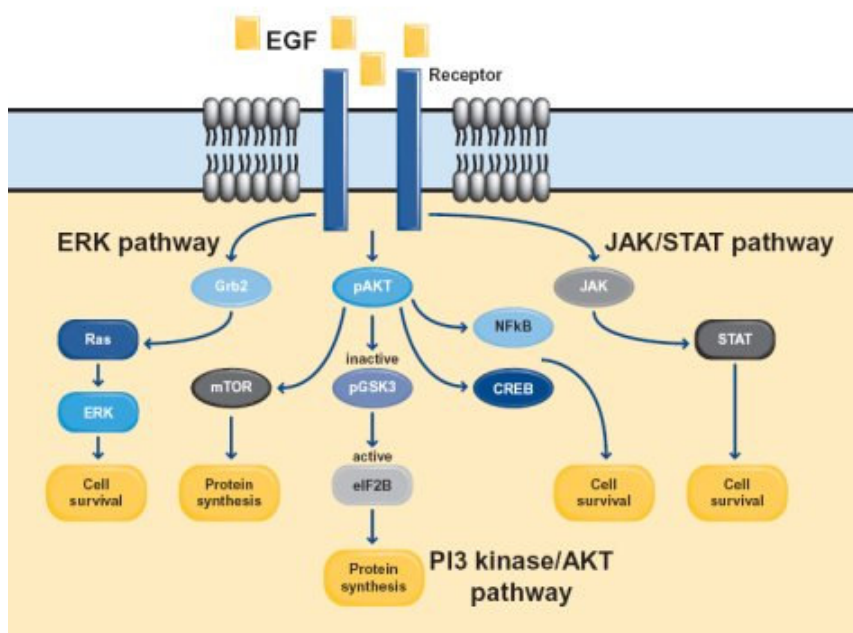 EGF
Receptor
ERK pathway
JAK/STAT pathway
Grb2
pAKT
JAK
Ras
NFkB
STAT
inactive
mTOR
pGSK3
CREB
ERK
active
eIF2B
Cell
survival
Protein
synthesis
Cell
survival
Cell
survival
Protein
synthesis
PI3 kinase/AKT
pathway